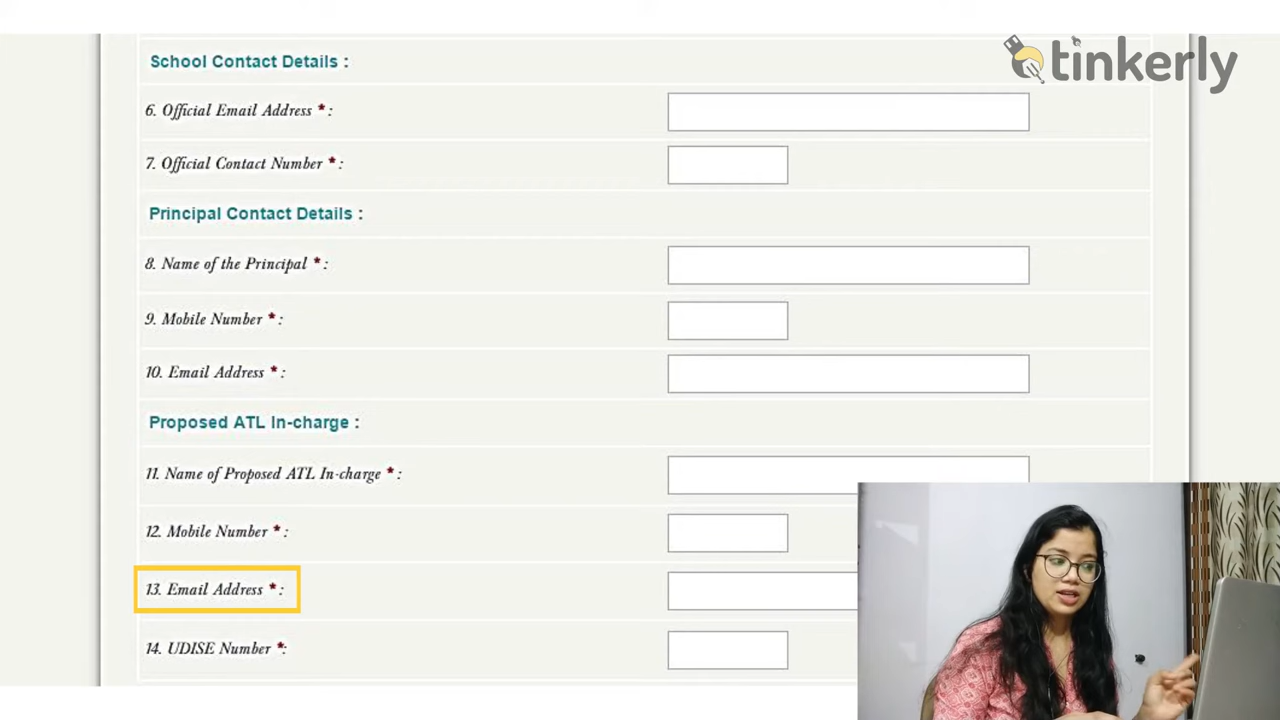 tinkerly
School Contact Details :
6. Official Email Address * :
7. Official Contact Number * :
Principal Contact Details :
8. Name of the Principal * :
9. Mobile Number * :
10. Email Address * :
Proposed ATL In-charge :
11. Name of Proposed ATL In-charge * :
12. Mobile Number * :
13. Email Address * :
14. UDISE Number *: